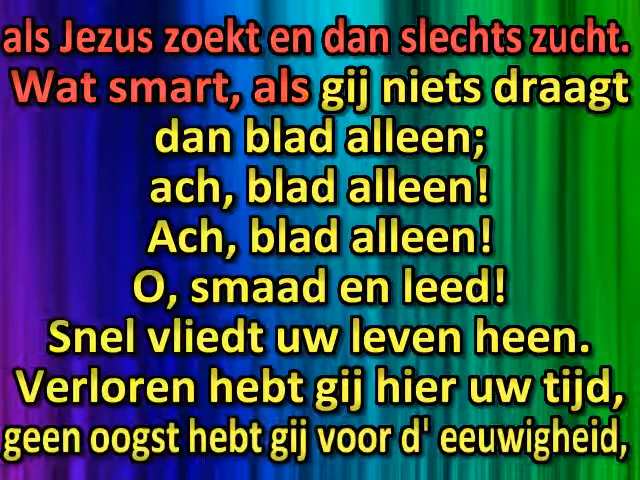 als Jezus zoekt en dan slechts zucht.
Wat smart, als gij niets draagt
dan blad alleen;
ach, blad alleen!
Ach, blad alleen!
O, smaad en leed!
Snel vliedt uw leven heen.
Verloren hebt gij hier uw tijd,
geen oogst hebt gij voor d' eeuwigheid,